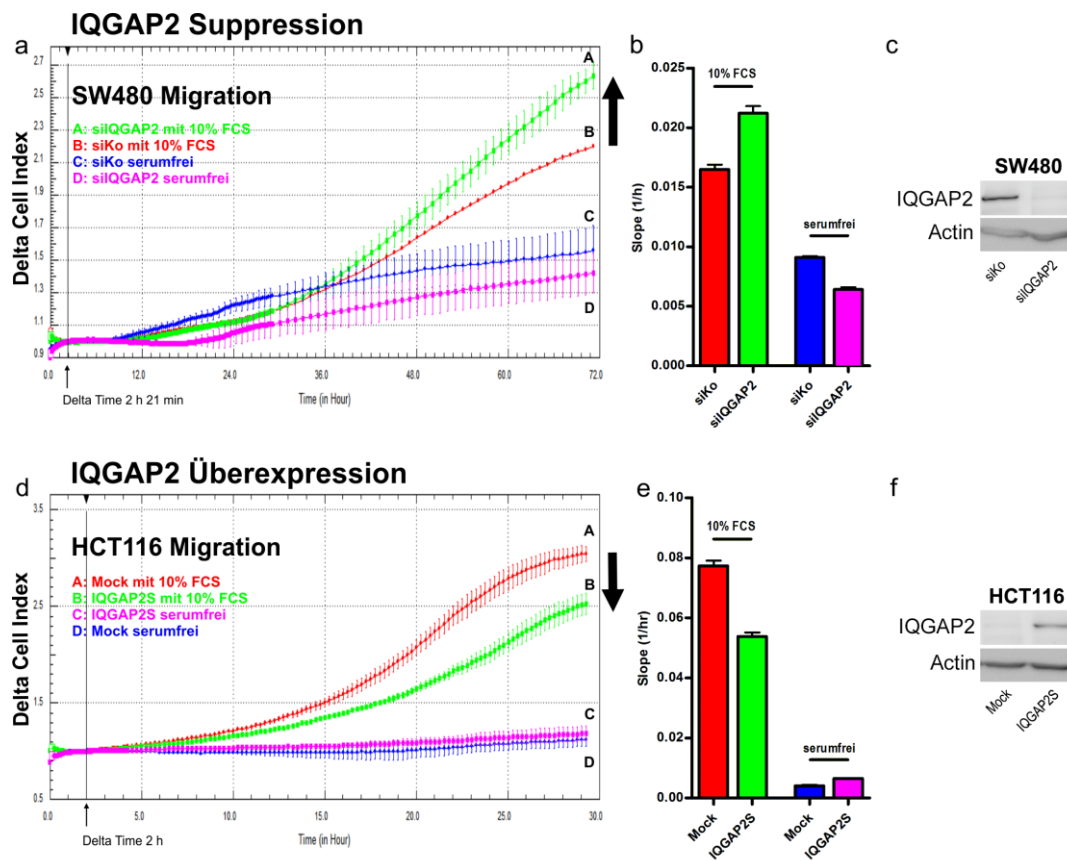 IQGAP2 Suppression
a
2.7
2.5
2.3
2.1
1.9
1.7
1.5
1.3
1.1
0.9
Delta Cell Index
SW480 Migration
A: siIQGAP2 mit 10% FCS
B: siKo mit 10% FCS
C: siKo serumfrei
D: siIQGAP2 serumfrei
A
B
C
D
0.0 12.0 24.0 36.0 48.0 60.0 72.0
Time (in Hour)
Delta Time 2 h 21 min
b
0.025
0.020
0.015
0.010
0.005
0.000
Slope (1/h)
10% FCS
serumfrei
siKo
siIQGAP2
siKo
siIQGAP2
c
SW480
IQGAP2
Actin
siKo
siIQGAP2
IQGAP2 Überexpression
d
3.5
2.5
1.5
0.5
Delta Cell Index
HCT116 Migration
A: Mock mit 10% FCS
B: IQGAP2S mit 10% FCS
C: IQGAP2S serumfrei
D: Mock serumfrei
A
B
C
D
0.0 5.0 10.0 15.0 20.0 25.0 30.0
Time (in Hour)
Delta Time 2 h
e
0.10
0.08
0.06
0.04
0.02
0.00
Slope (1/hr)
10% FCS
serumfrei
Mock
IQGAP2S
Mock
IQGAP2S
f
HCT116
IQGAP2
Actin
Mock
IQGAP2S